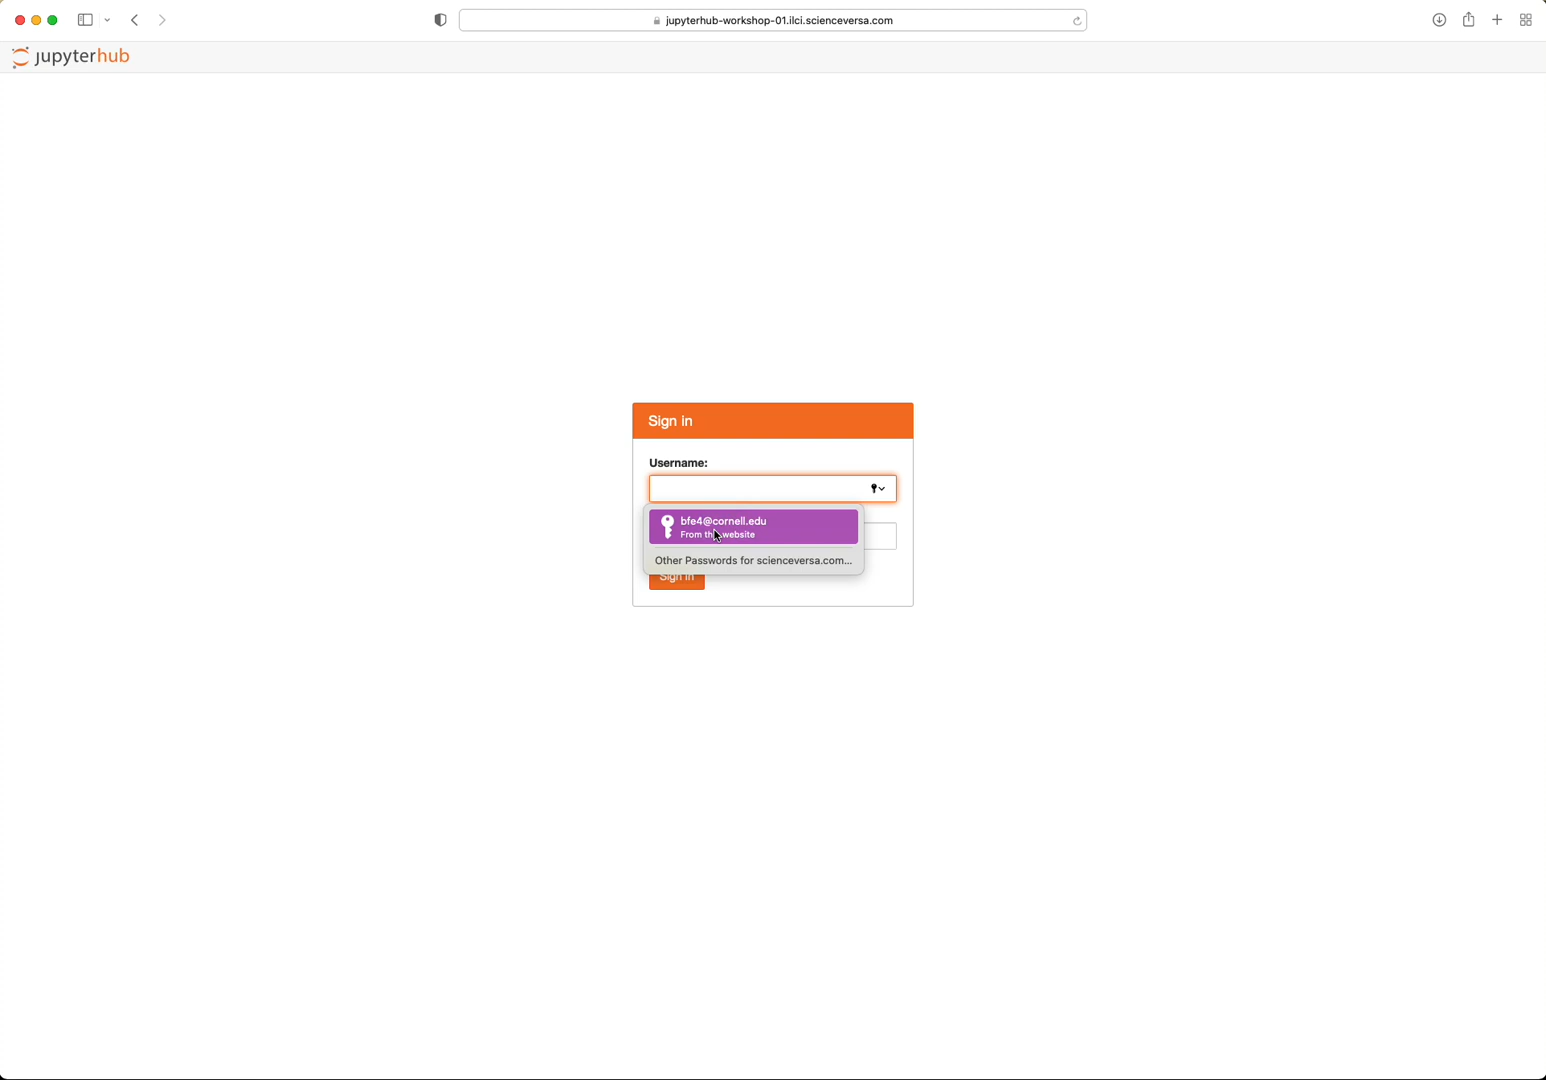 jupyterhub-workshop-01.ilci.scienceversa.com
jupyterhub
Sign in
Username:
bfe4@cornell.edu
From this website
Other Passwords for scienceversa.com...
Sign in